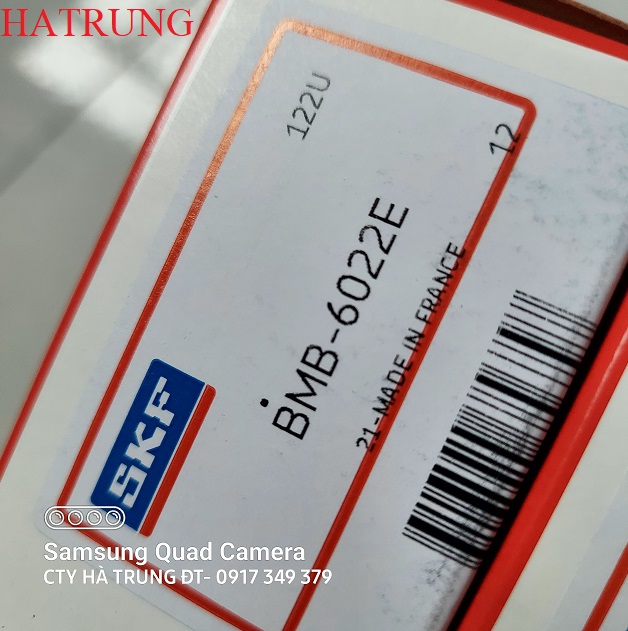 HATRUNG
122U
12
BMB-6022E
21-MADE IN FRANCE
SKF
Samsung Quad Camera
CTY HÀ TRUNG ĐT- 0917 349 379